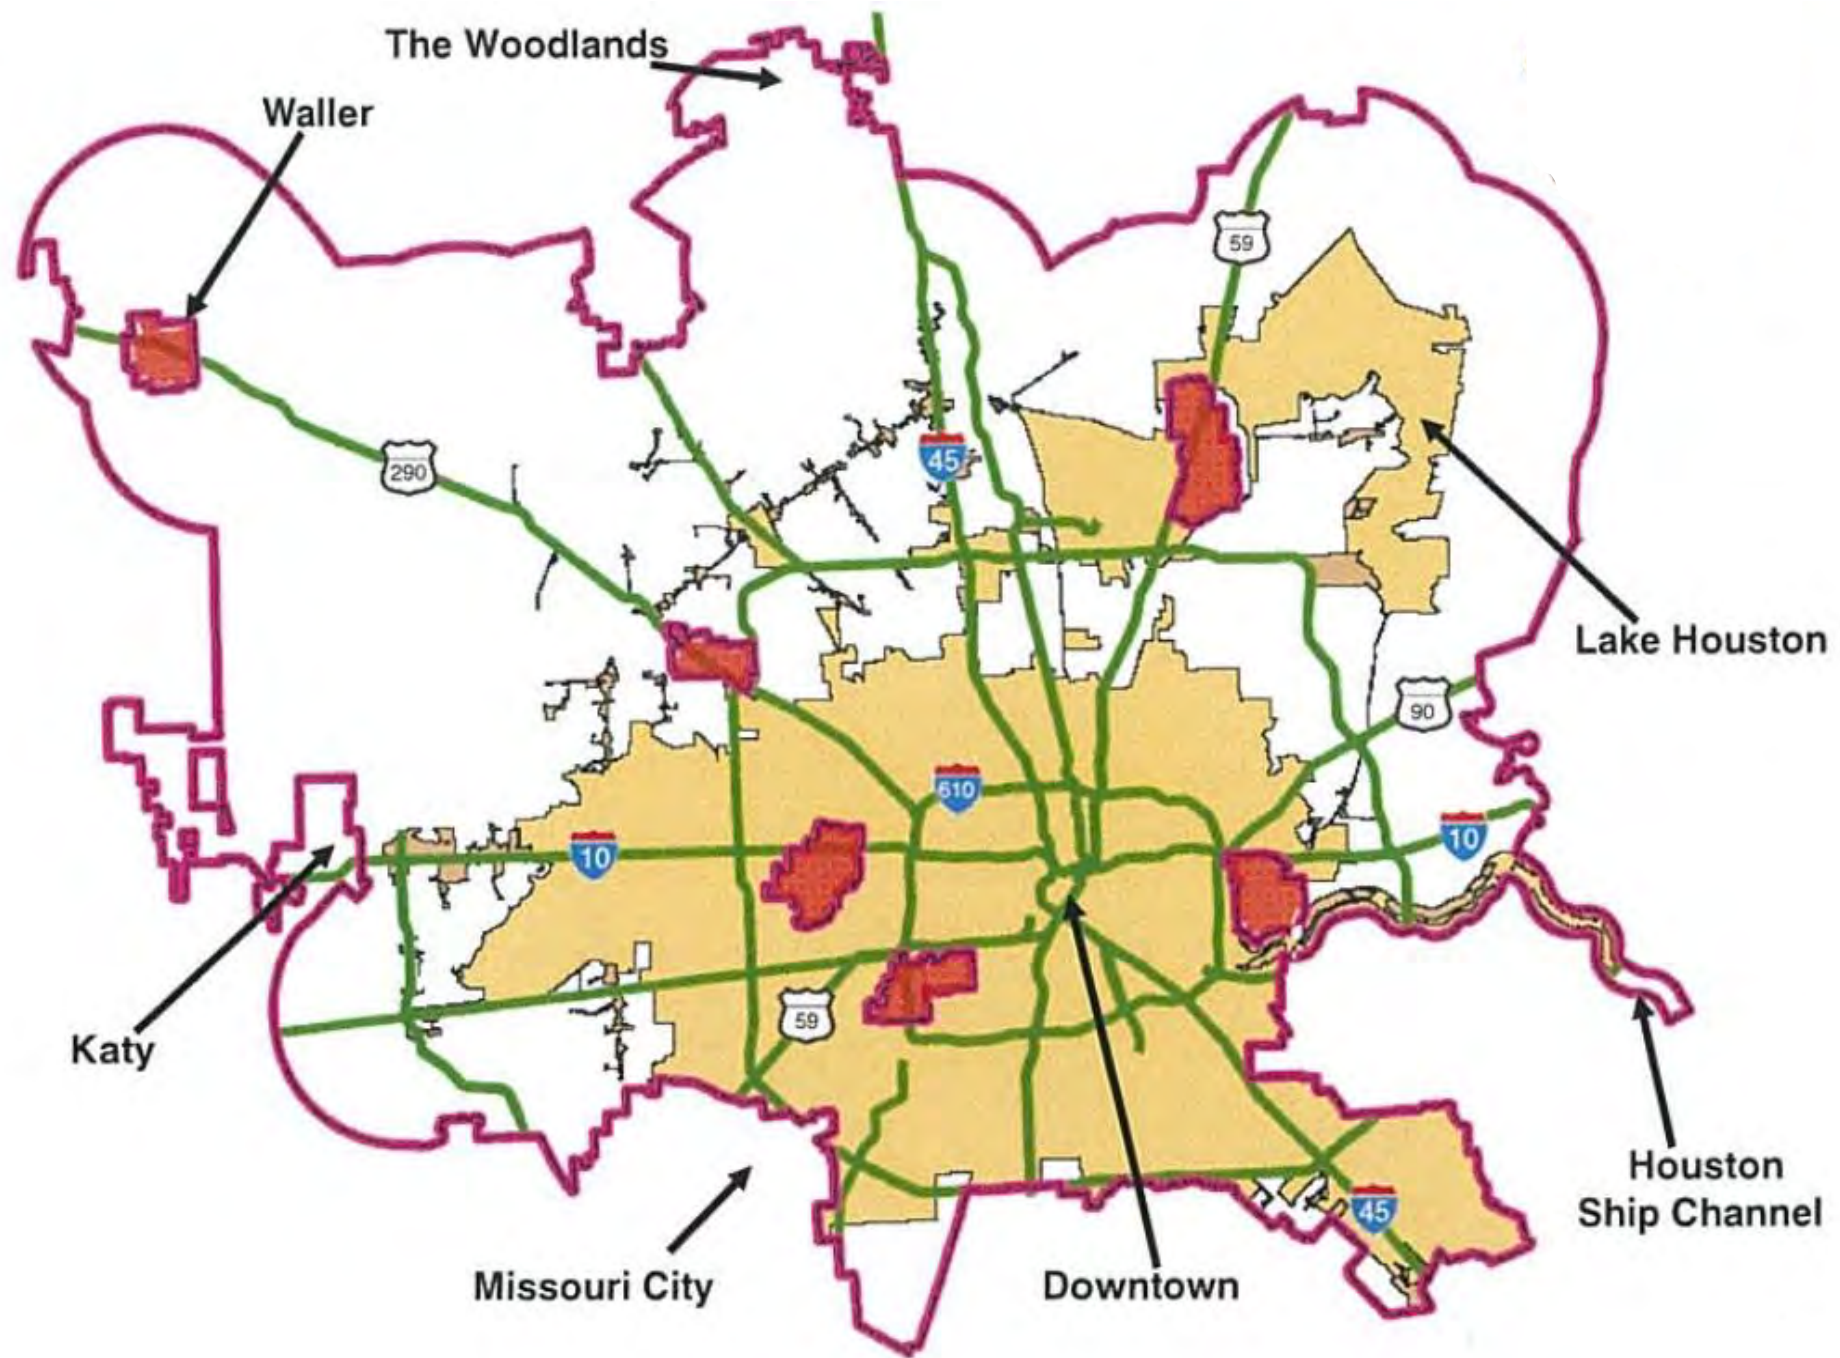 The Woodlands
Waller
59
45
290
Lake Houston
90
610
10
10
59
Katy
Houston
Ship Channel
45
Missouri City
Downtown